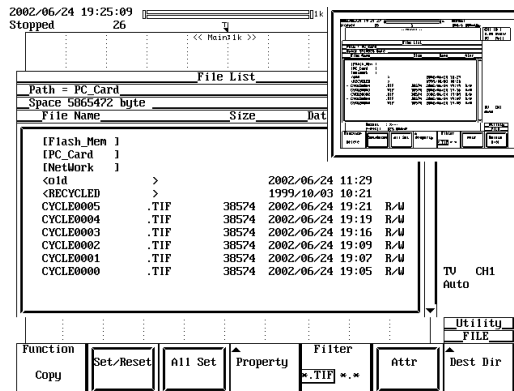 2002/06/24 19:25:09
1k
Stopped 26
<< Main:1k >>
File List
Path = PC_Card
Space 5865472 byte
File Name Size Dat
[Flash_Mem ]
[PC_Card ]
[NetWork ]
<old > 2002/06/24 11:29
<RECYCLED > 1999/10/03 10:21
CYCLE0005 .TIF 38574 2002/06/24 19:21 R/W
CYCLE0004 .TIF 38574 2002/06/24 19:19 R/W
CYCLE0003 .TIF 38574 2002/06/24 19:16 R/W
CYCLE0002 .TIF 38574 2002/06/24 19:09 R/W
CYCLE0001 .TIF 38574 2002/06/24 19:07 R/W
CYCLE0000 .TIF 38574 2002/06/24 19:05 R/W
TV CH1
Auto
Utility
FILE
Function
Copy
Set/Reset
All Set
Property
Filter
*.TIF *.*
Attr
Dest Dir